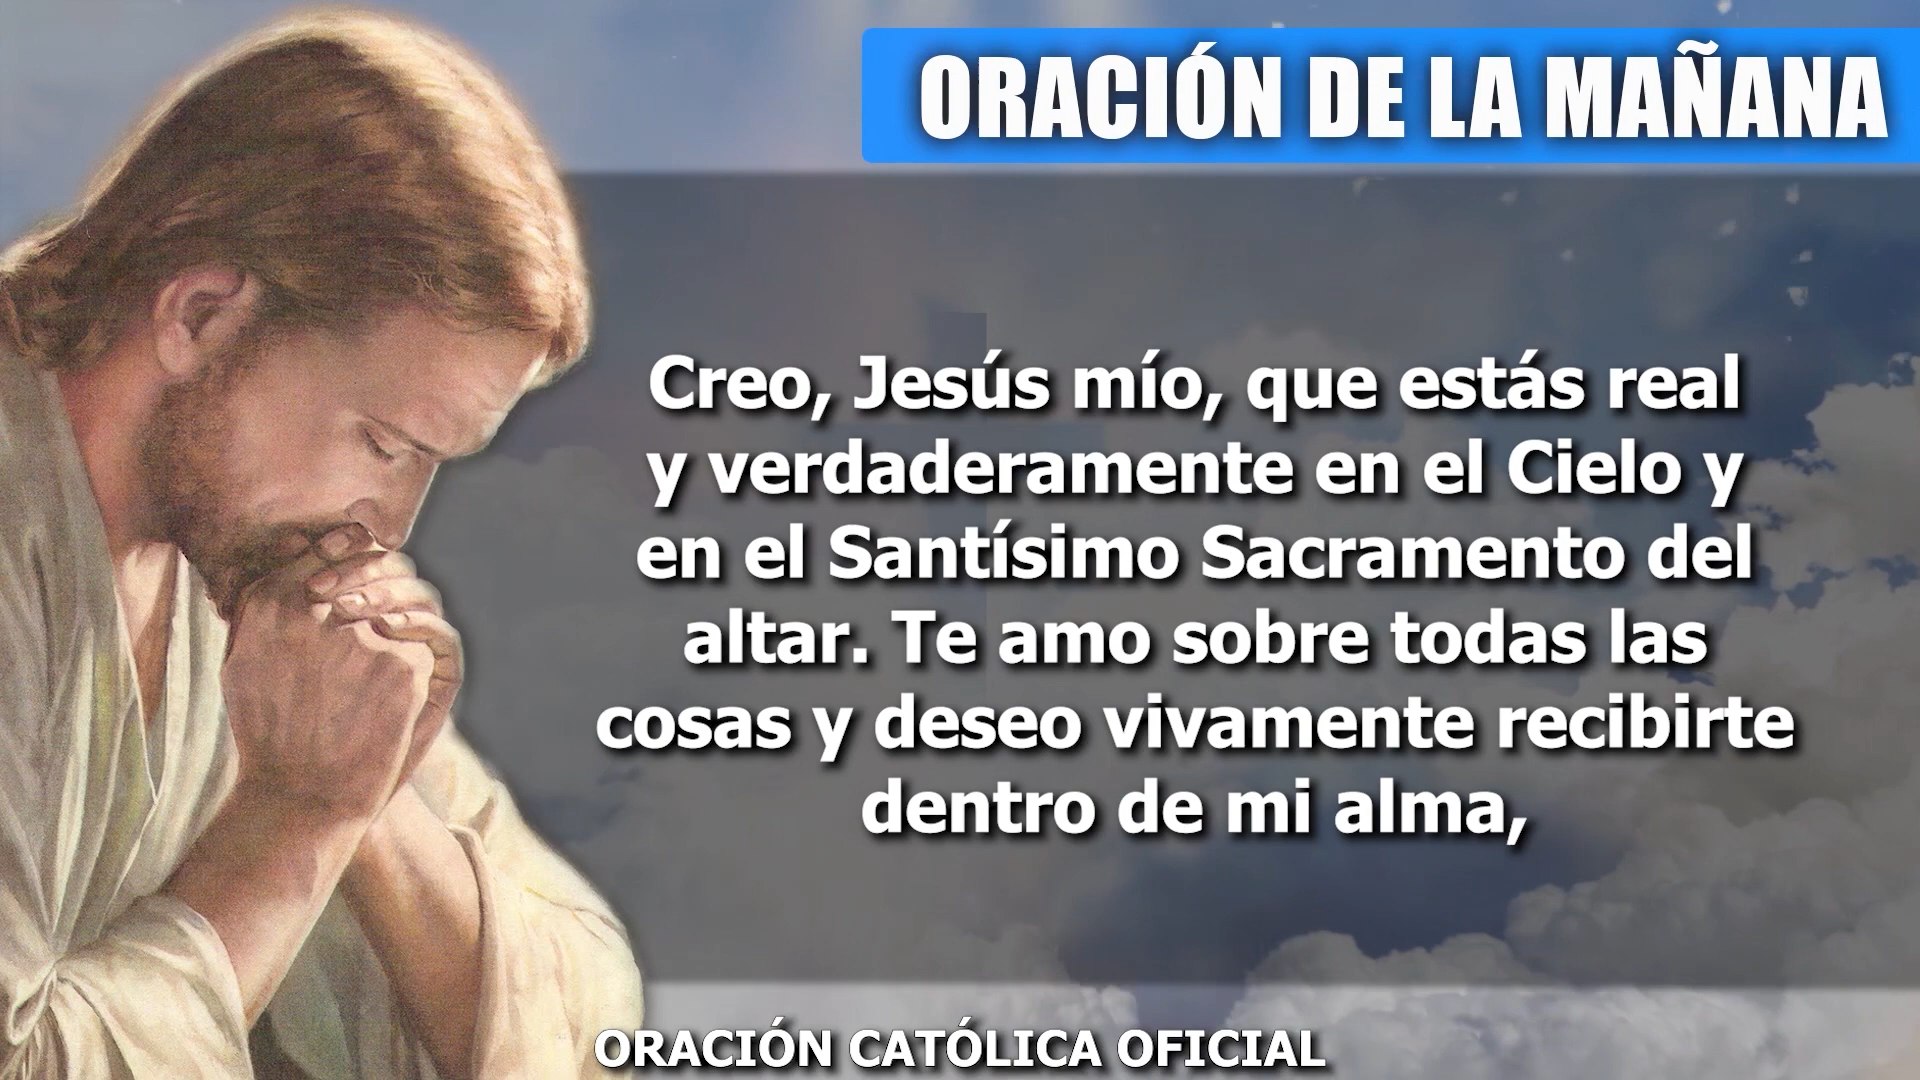 ORACIÓN DE LA MAÑANA
Creo, Jesús mío, que estás real
y verdaderamente en el Cielo y
en el Santísimo Sacramento del
altar. Te amo sobre todas las
cosas y deseo vivamente recibirte
dentro de mi alma,
ORACIÓN CATÓLICA OFICIAL